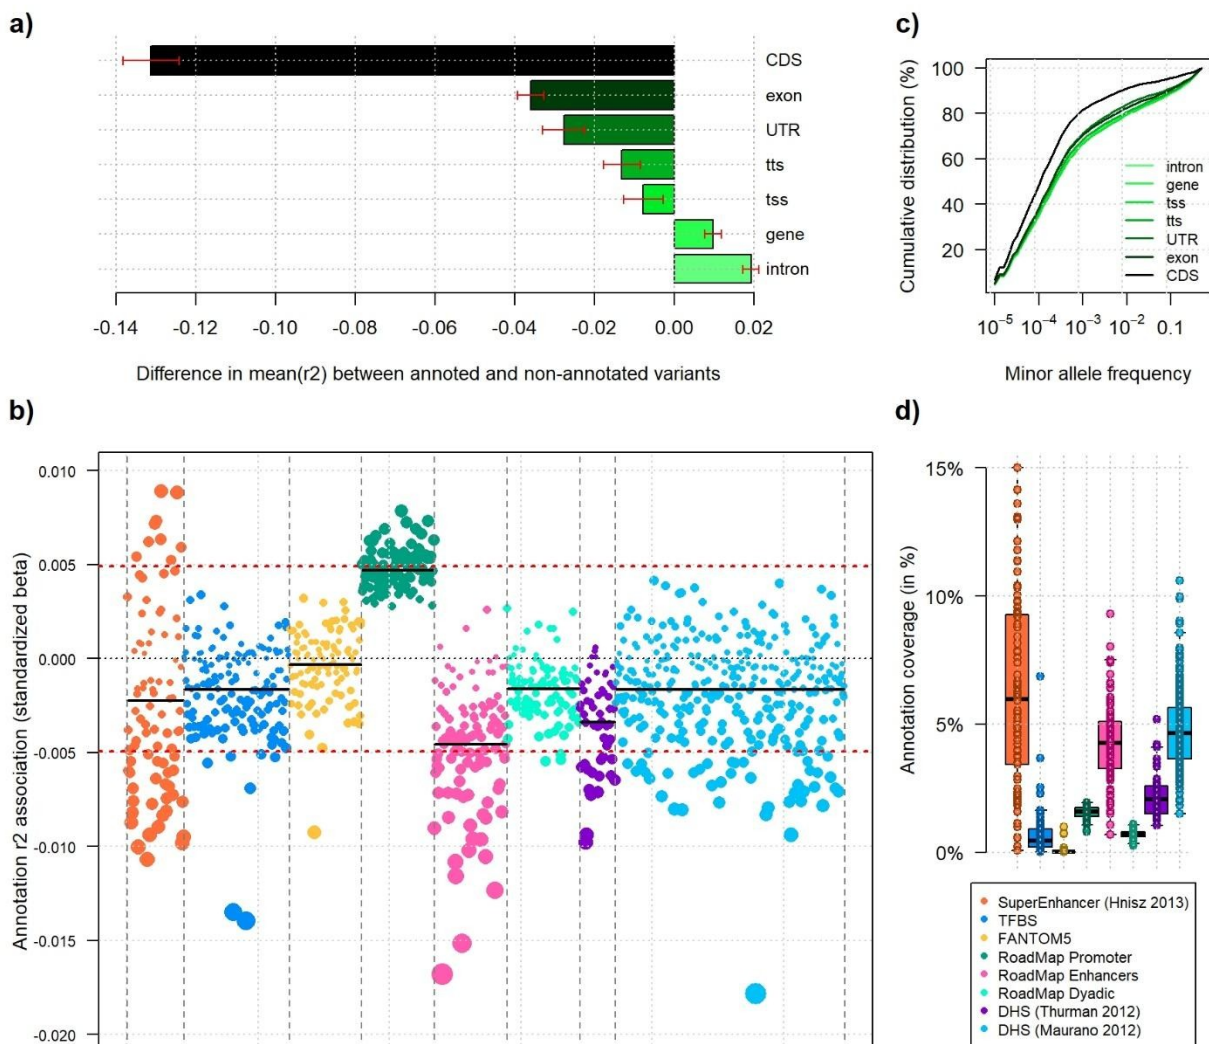 a)
CDS
exon
UTR
tts
tss
gene
intron
-0.14 -0.12 -0.10 -0.08 -0.06 -0.04 -0.02 0.00 0.02
Difference in mean(r2) between annoted and non-annotated variants
c)
Cumulative distribution (%)
100
80
60
40
20
intron
gene
tss
tts
UTR
exon
CDS
10−5 10−4 10−3 10−2 0.1
Minor allele frequency
b)
Annotation r2 association (standardized beta)
0.010
0.005
0.000
-0.005
-0.010
-0.015
-0.020
d)
Annotation coverage (in %)
15%
10%
5%
0%
SuperEnhancer (Hnisz 2013)
TFBS
FANTOM5
RoadMap Promoter
RoadMap Enhancers
RoadMap Dyadic
DHS (Thurman 2012)
DHS (Maurano 2012)